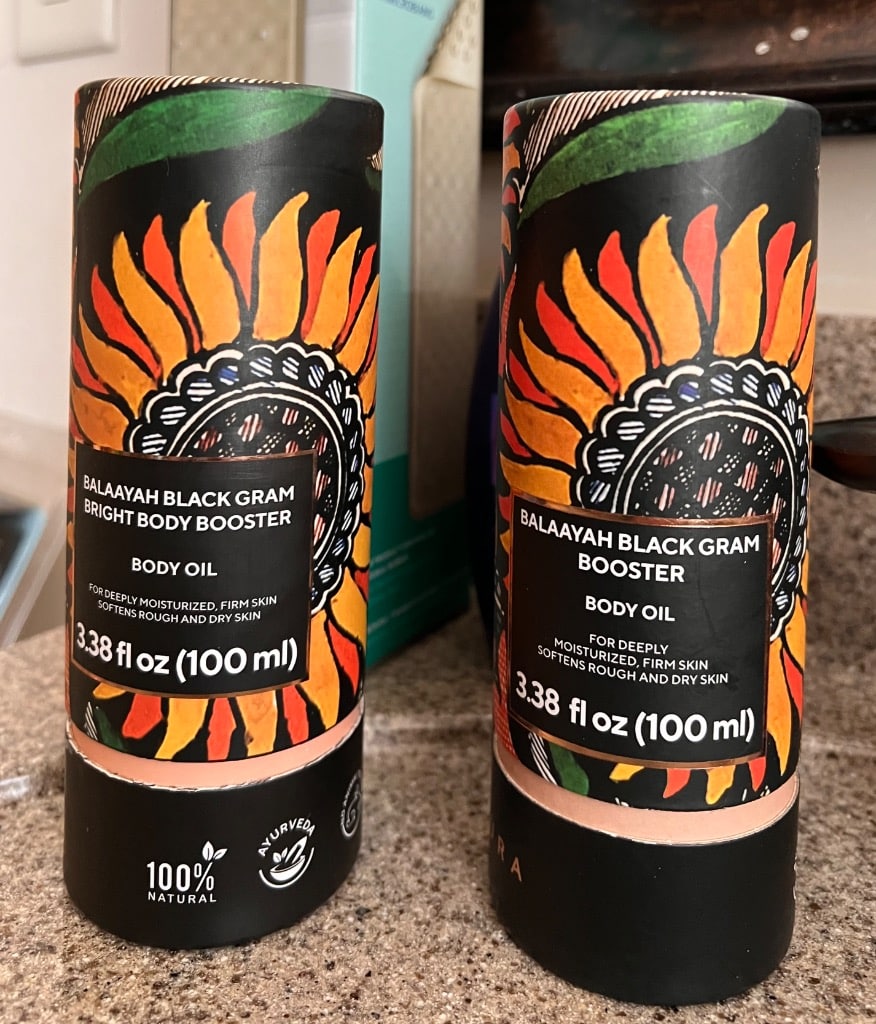 BALAAYAH BLACK GRAM
BRIGHT BODY BOOSTER
BODY OIL
FOR DEEPLY MOISTURIZED, FIRM SKIN
SOFTENS ROUGH AND DRY SKIN
3.38 fl oz (100 ml)
100%
NATURAL
AYURVEDA
BALAAYAH BLACK GRAM
BOOSTER
BODY OIL
FOR DEEPLY
MOISTURIZED, FIRM SKIN
SOFTENS ROUGH AND DRY SKIN
3.38 fl oz (100 ml)